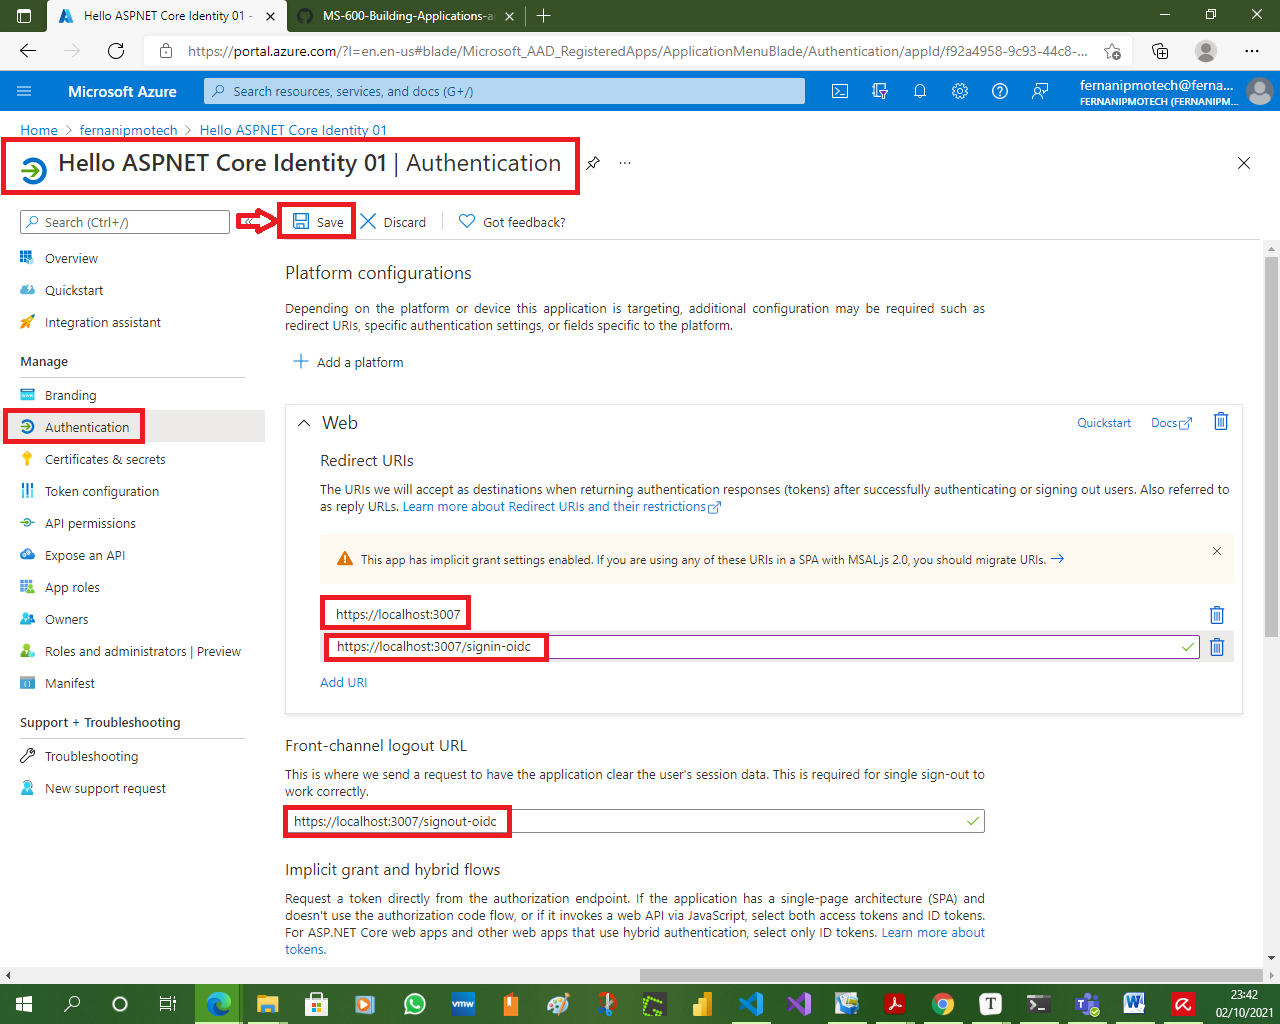 Hello ASPNET Core Identity 01 -
MS-600-Building-Applications-a
https://portal.azure.com/?l=en.en-us#blade/Microsoft_AAD_RegisteredApps/ApplicationMenuBlade/Authentication/appId/f92a4958-9c93-44c8-...
Microsoft Azure
Search resources, services, and docs (G+/)
fernanipmotech@ferna...
FERNANIPMOTECH (FERNANIPM...
Home > fernanipmotech > Hello ASPNET Core Identity 01
Hello ASPNET Core Identity 01 | Authentication
Search (Ctrl+/)
Save
Discard
Got feedback?
Overview
Quickstart
Integration assistant
Manage
Branding
Authentication
Certificates & secrets
Token configuration
API permissions
Expose an API
App roles
Owners
Roles and administrators | Preview
Manifest
Support + Troubleshooting
Troubleshooting
New support request
Platform configurations
Depending on the platform or device this application is targeting, additional configuration may be required such as
redirect URIs, specific authentication settings, or fields specific to the platform.
Add a platform
Web
Quickstart
Docs
Redirect URIs
The URIs we will accept as destinations when returning authentication responses (tokens) after successfully authenticating or signing out users. Also referred to
as reply URLs. Learn more about Redirect URIs and their restrictions
This app has implicit grant settings enabled. If you are using any of these URIs in a SPA with MSAL.js 2.0, you should migrate URIs.
https://localhost:3007
https://localhost:3007/signin-oidc
Add URI
Front-channel logout URL
This is where we send a request to have the application clear the user's session data. This is required for single sign-out to
work correctly.
https://localhost:3007/signout-oidc
Implicit grant and hybrid flows
Request a token directly from the authorization endpoint. If the application has a single-page architecture (SPA) and
doesn't use the authorization code flow, or if it invokes a web API via JavaScript, select both access tokens and ID tokens.
For ASP.NET Core web apps and other web apps that use hybrid authentication, select only ID tokens. Learn more about
tokens.
vmw
23:42
02/10/2021